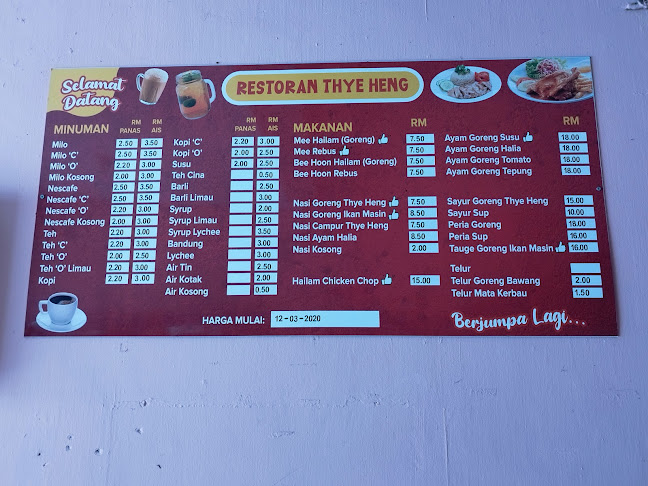 Selamat Datang
RESTORAN THYE HENG
MINUMAN RM PANAS RM AIS
Milo 2.50 3.50
Milo 'C' 2.50 3.50
Milo 'O' 2.20 3.00
Milo Kosong 2.00 3.00
Nescafe 2.50 3.50
Nescafe 'C' 2.50 3.50
Nescafe 'O' 2.20 3.00
Nescafe Kosong 2.00 3.00
Teh 2.20 3.00
Teh 'C' 2.20 3.00
Teh 'O' 2.00 2.50
Teh 'O' Limau 2.20 3.00
Kopi 2.20 3.00
RM PANAS RM AIS
Kopi 'C' 2.20 3.00
Kopi 'O' 2.00 2.50
Susu 2.00 2.50
Teh Cina 0.50
Barli 2.50
Barli Limau 3.00
Syrup 2.00
Syrup Limau 2.50
Syrup Lychee 3.50
Bandung 3.00
Lychee 3.00
Air Tin 2.50
Air Kotak 2.00
Air Kosong 0.50
MAKANAN RM
Mee Hailam (Goreng) 7.50
Mee Rebus 7.50
Bee Hoon Hailam (Goreng) 7.50
Bee Hoon Rebus 7.50
Nasi Goreng Thye Heng 7.50
Nasi Goreng Ikan Masin 8.50
Nasi Campur Thye Heng 7.50
Nasi Ayam Halia 8.50
Nasi Kosong 2.00
Hailam Chicken Chop 15.00
RM
Ayam Goreng Susu 18.00
Ayam Goreng Halia 18.00
Ayam Goreng Tomato 18.00
Ayam Goreng Tepung 18.00
Sayur Goreng Thye Heng 15.00
Sayur Sup 10.00
Peria Goreng 18.00
Peria Sup 16.00
Tauge Goreng Ikan Masin 16.00
Telur
Telur Goreng Bawang 2.00
Telur Mata Kerbau 1.50
HARGA MULAI: 12-03-2020
Berjumpa Lagi...